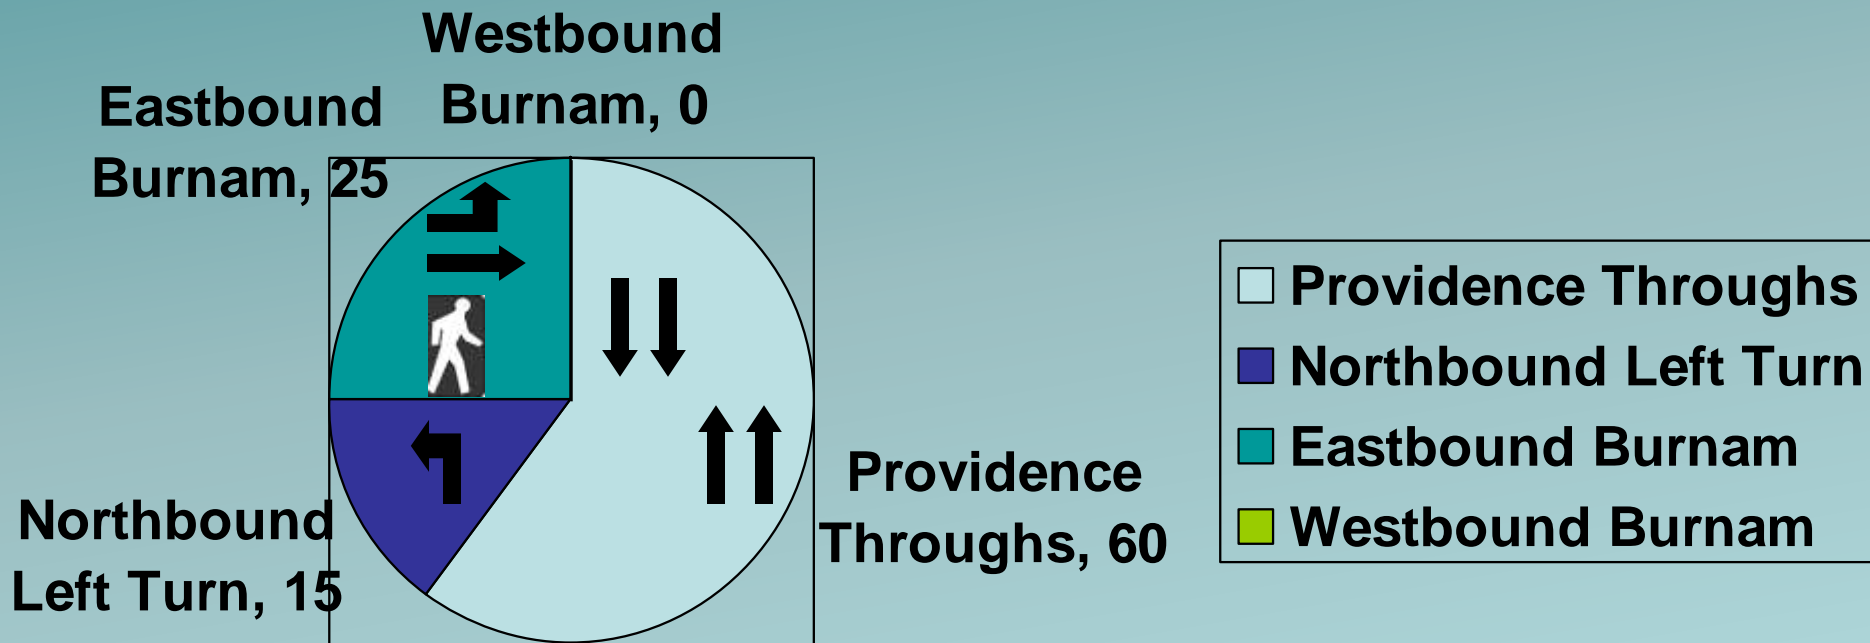 Westbound
Burnam, 0
Eastbound
Burnam, 25
Northbound
Left Turn, 15
Providence
Throughs, 60
Providence Throughs
Northbound Left Turn
Eastbound Burnam
Westbound Burnam